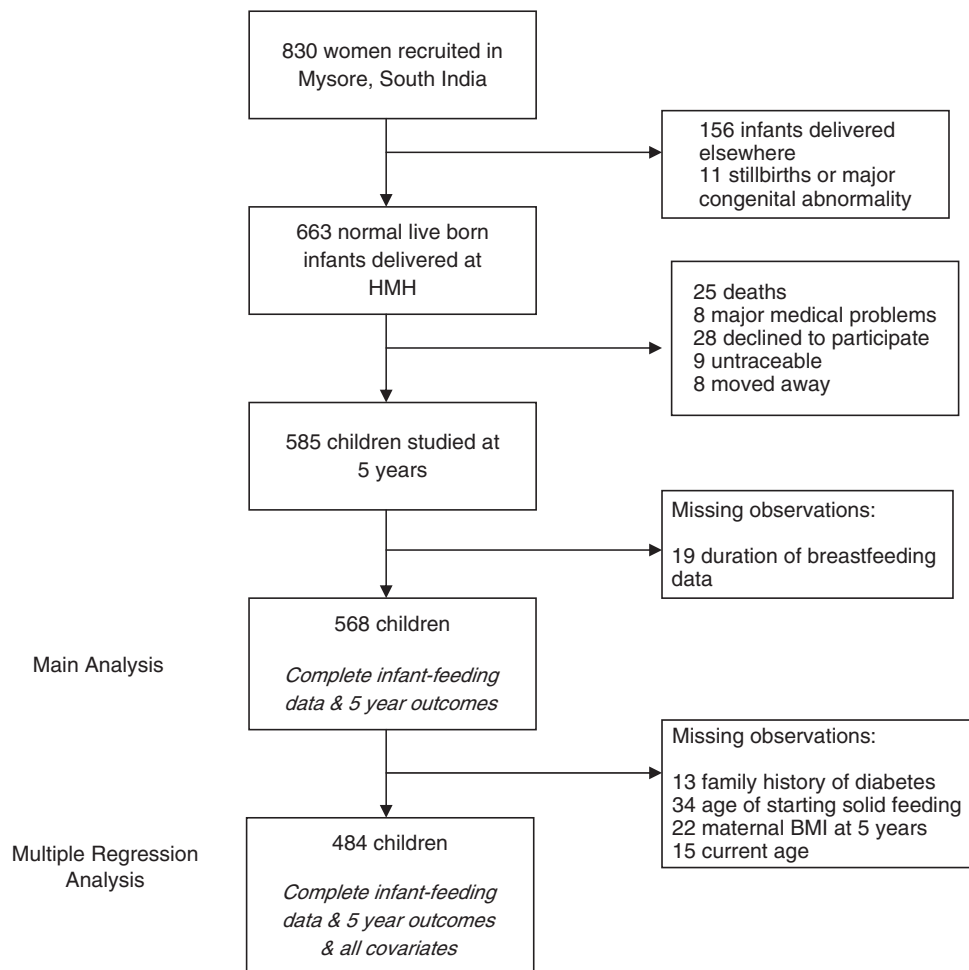 830 women recruited in
Mysore, South India
156 infants delivered
elsewhere
11 stillbirths or major
congenital abnormality
663 normal live born
infants delivered at
HMH
25 deaths
8 major medical problems
28 declined to participate
9 untraceable
8 moved away
585 children studied at
5 years
Missing observations:
19 duration of breastfeeding
data
Main Analysis
568 children
Complete infant-feeding
data & 5 year outcomes
Missing observations:
13 family history of diabetes
34 age of starting solid feeding
22 maternal BMI at 5 years
15 current age
Multiple Regression
Analysis
484 children
Complete infant-feeding
data & 5 year outcomes
& all covariates